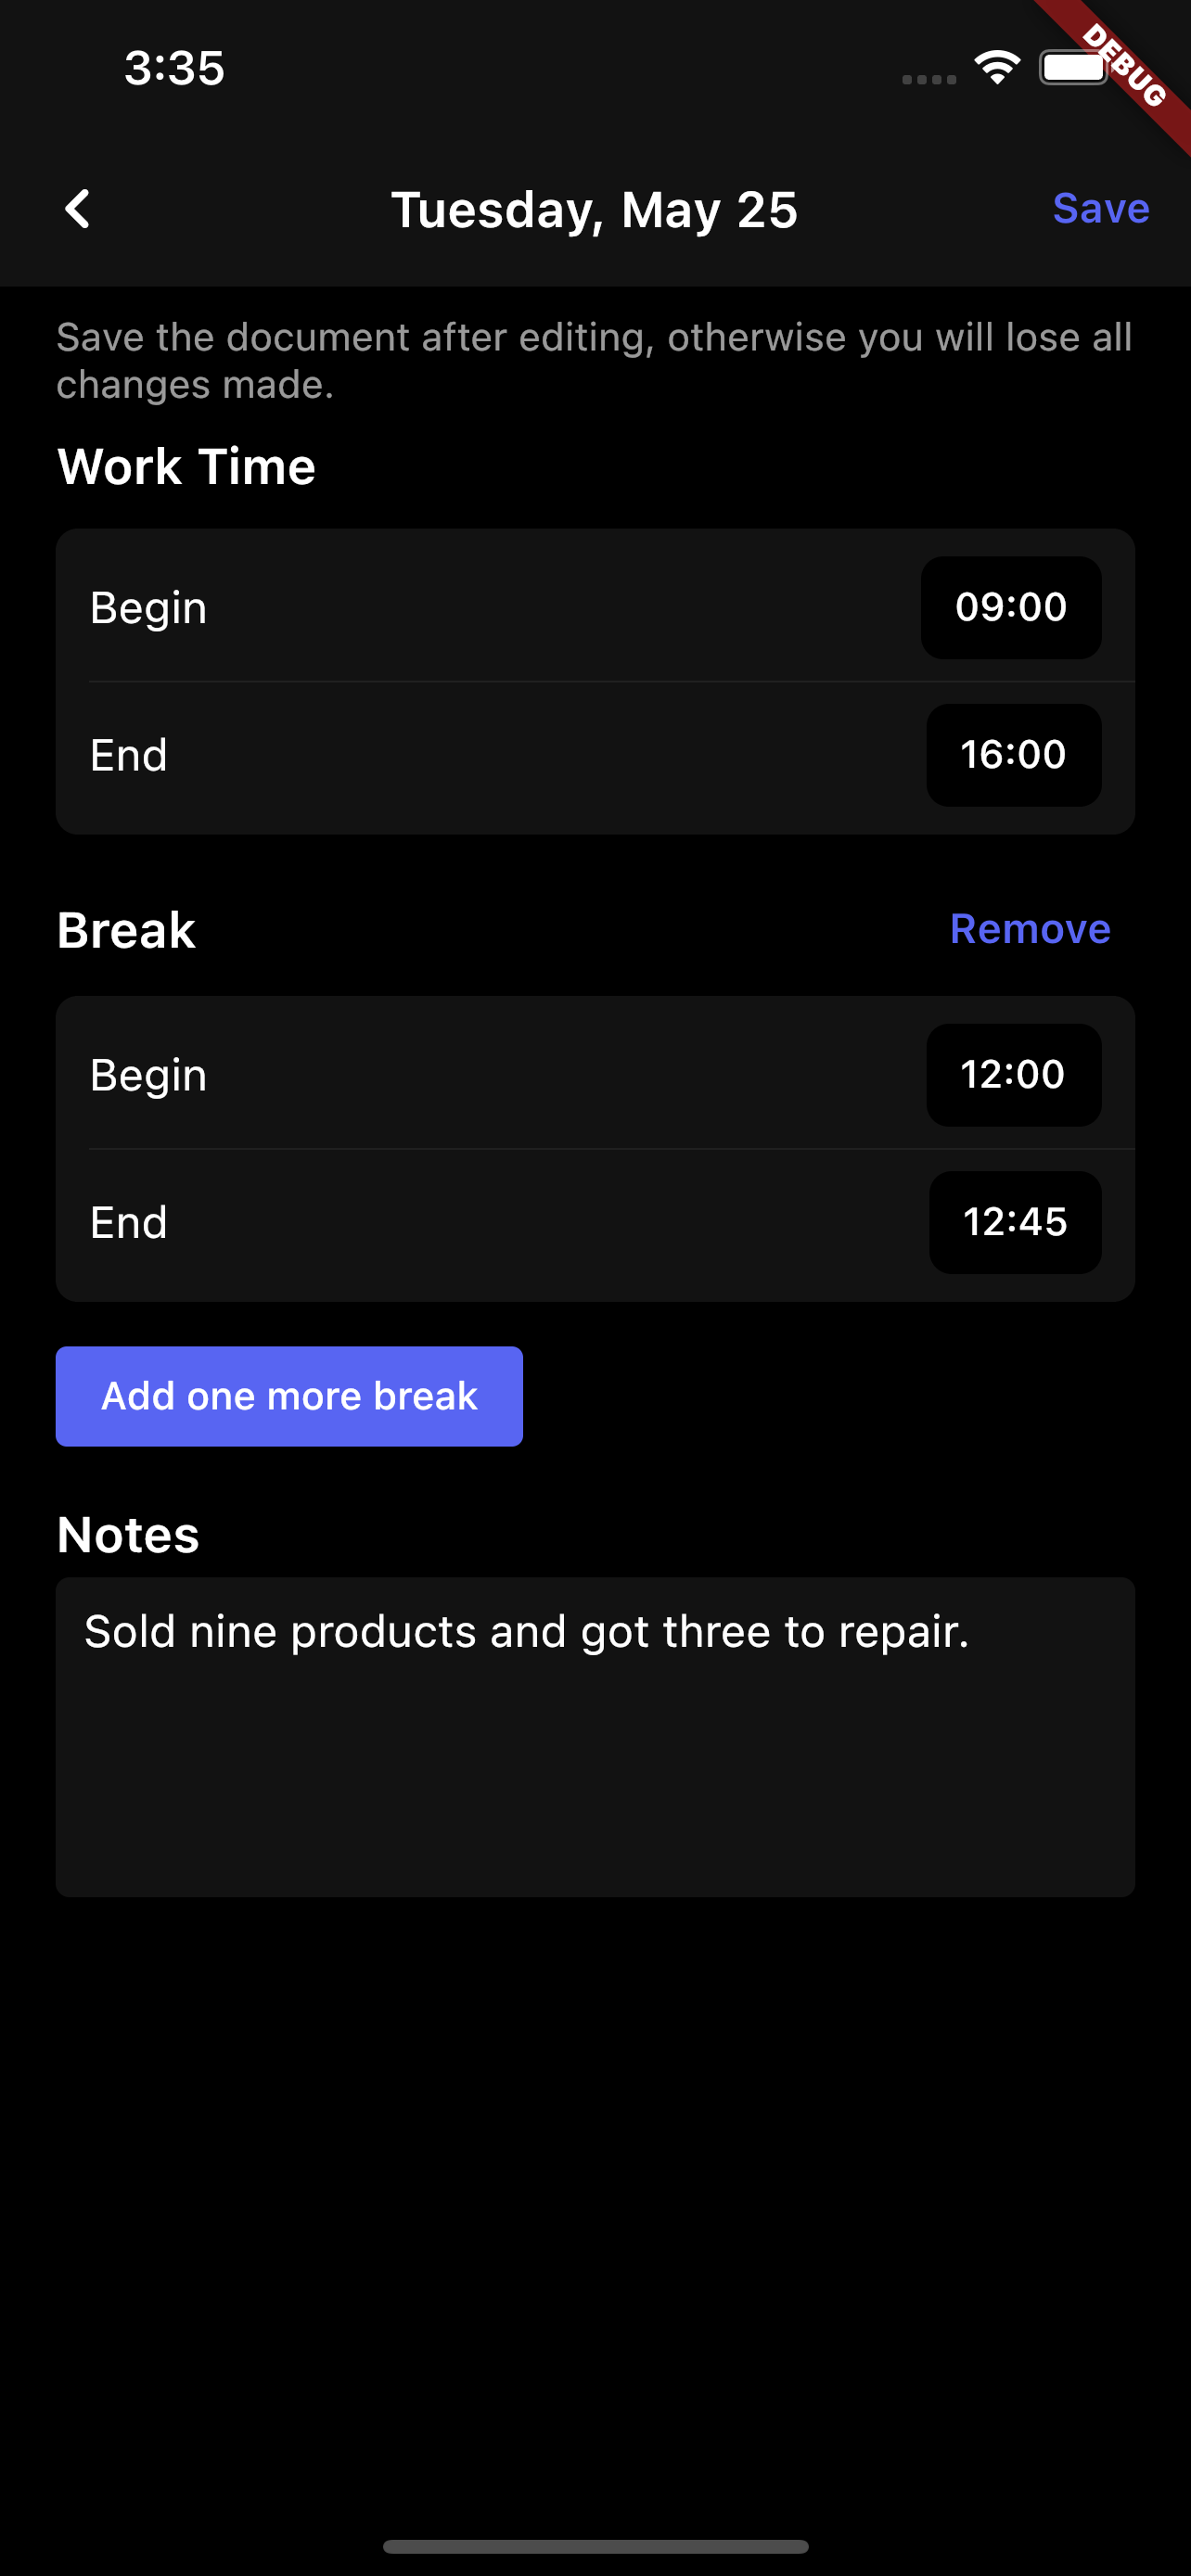 3:35
DEBUG
Tuesday, May 25
Save
Save the document after editing, otherwise you will lose all
changes made.
Work Time
Begin
09:00
End
16:00
Break
Remove
Begin
12:00
End
12:45
Add one more break
Notes
Sold nine products and got three to repair.